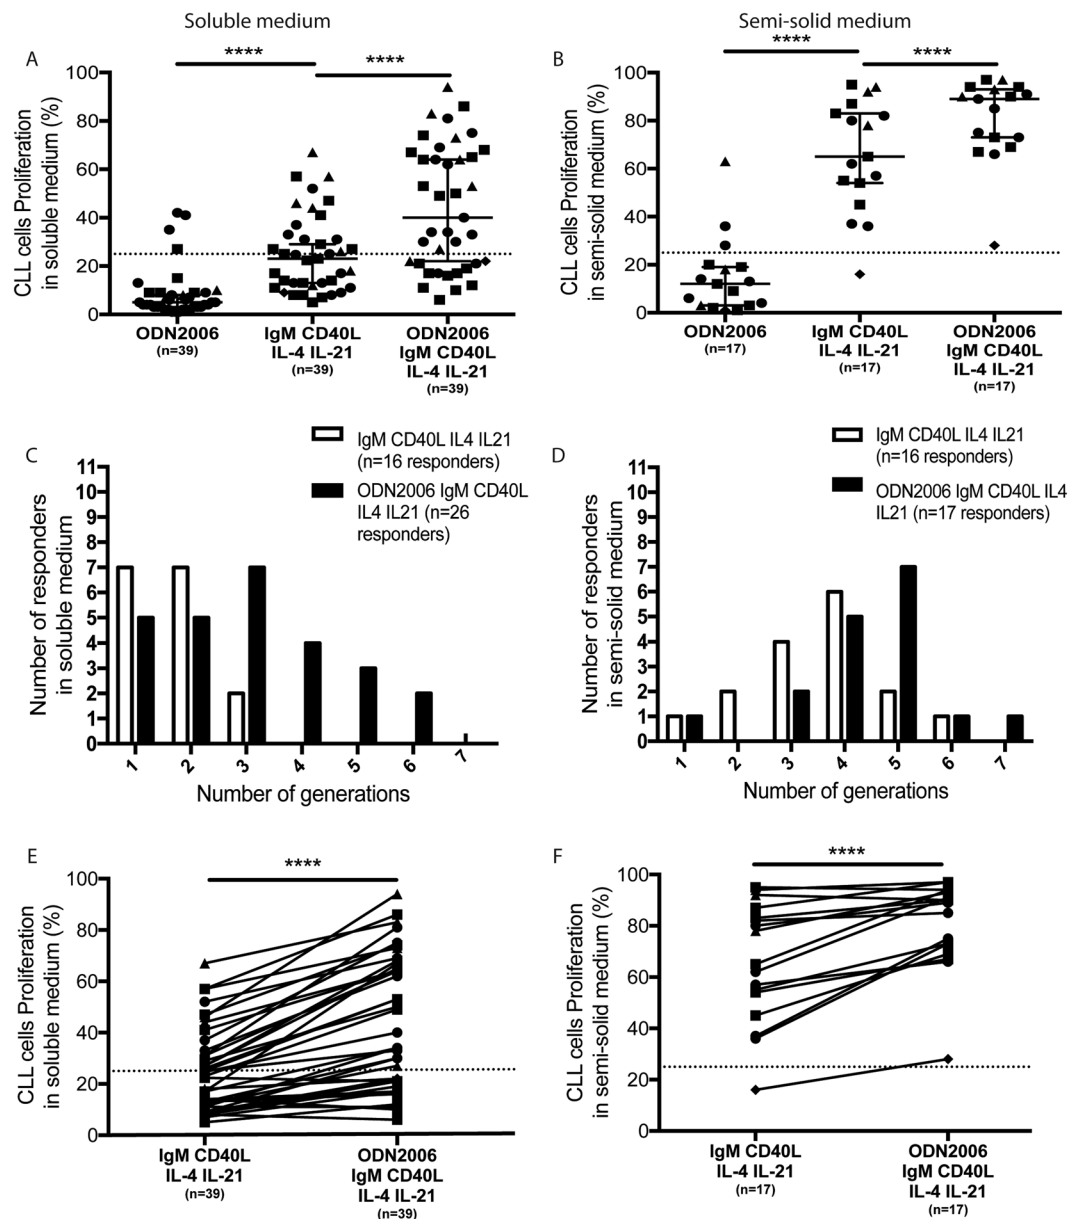 Soluble medium
Semi-solid medium
A
****
****
CLL cells Proliferation
in soluble medium (%)
100
80
60
40
20
0
ODN2006
(n=39)
IgM CD40L
IL-4 IL-21
(n=39)
ODN2006
IgM CD40L
IL-4 IL-21
(n=39)
B
****
****
CLL cells Proliferation
in semi-solid medium (%)
100
80
60
40
20
0
ODN2006
(n=17)
IgM CD40L
IL-4 IL-21
(n=17)
ODN2006
IgM CD40L
IL-4 IL-21
(n=17)
C
IgM CD40L IL4 IL21
(n=16 responders)
ODN2006 IgM CD40L
IL4 IL21 (n=26
responders)
Number of responders
in soluble medium
11
10
9
8
7
6
5
4
3
2
1
0
1
2
3
4
5
6
7
Number of generations
D
IgM CD40L IL4 IL21
(n=16 responders)
ODN2006 IgM CD40L IL4
IL21 (n=17 responders)
Number of responders
in semi-solid medium
11
10
9
8
7
6
5
4
3
2
1
0
1
2
3
4
5
6
7
Number of generations
E
****
CLL cells Proliferation
in soluble medium (%)
100
80
60
40
20
0
IgM CD40L
IL-4 IL-21
(n=39)
ODN2006
IgM CD40L
IL-4 IL-21
(n=39)
F
****
CLL cells Proliferation
in semi-solid medium (%)
100
80
60
40
20
0
IgM CD40L
IL-4 IL-21
(n=17)
ODN2006
IgM CD40L
IL-4 IL-21
(n=17)